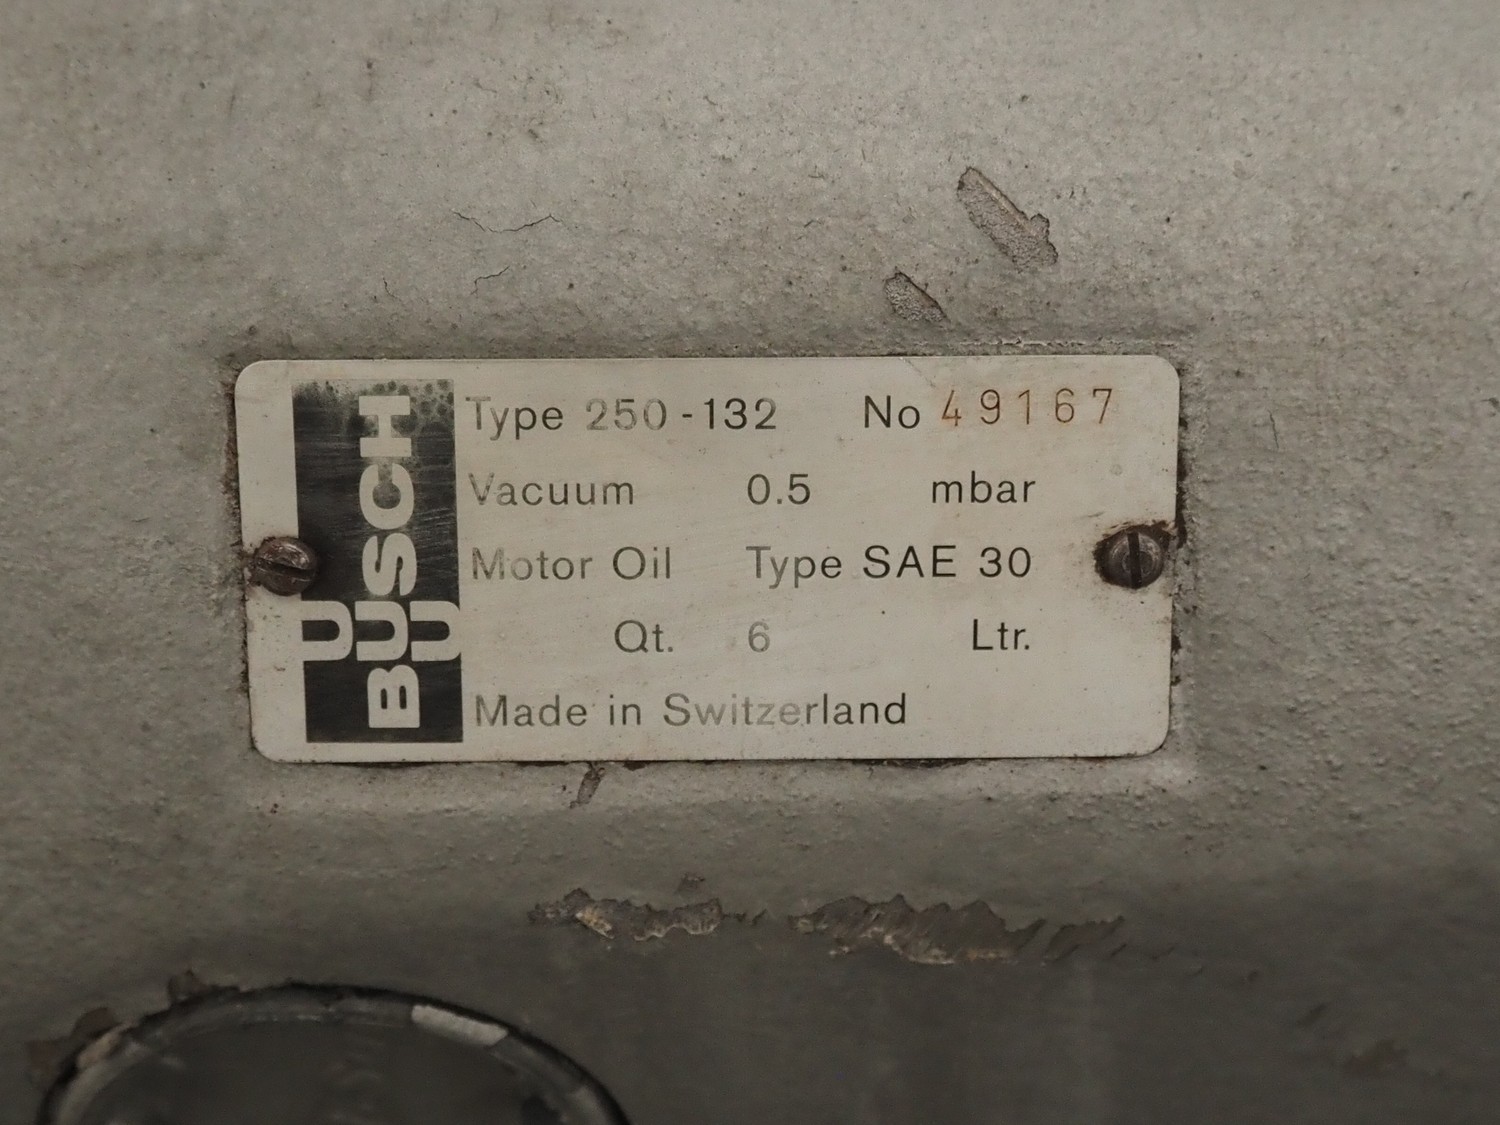 BUSCH
U U
Type 250-132 No 49167
Vacuum 0.5 mbar
Motor Oil Type SAE 30
Qt. 6 Ltr.
Made in Switzerland